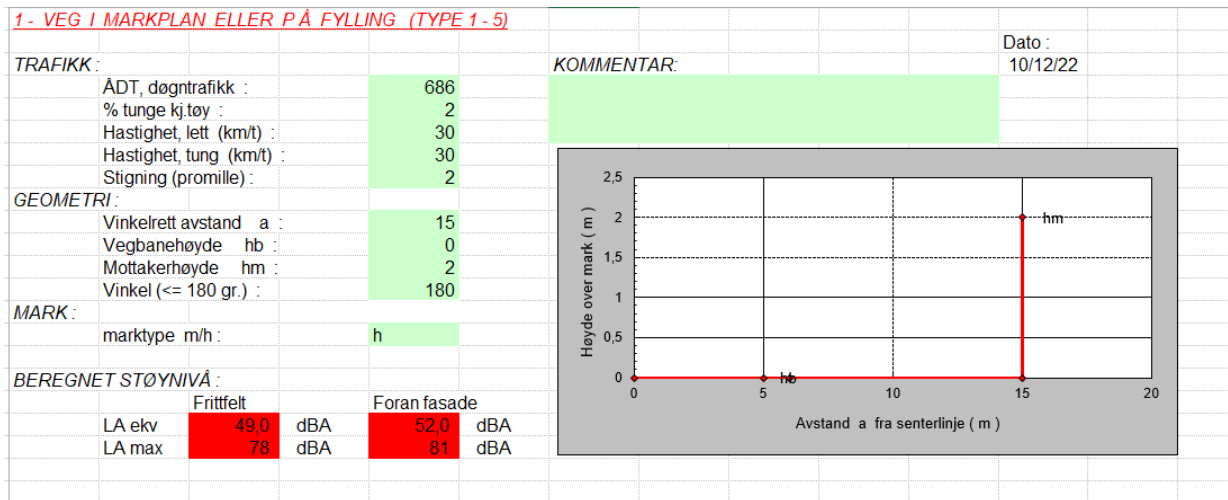 1 - VEG I MARKPLAN ELLER PÅ FYLLING (TYPE 1 - 5)
Dato :
TRAFIKK : KOMMENTAR: 10/12/22
ÅDT, døgntrafikk : 686
% tunge kj.tøy : 2
Hastighet, lett (km/t) : 30
Hastighet, tung (km/t) : 30
Stigning (promille) : 2
GEOMETRI :
Vinkelrett avstand a : 15
Vegbanehøyde hb : 0
Mottakerhøyde hm : 2
Vinkel (<= 180 gr.) : 180
MARK :
marktype m/h : h
BEREGNET STØYNIVÅ :
Frittfelt Foran fasade
LA ekv 49,0 dBA 52,0 dBA
LA max 78 dBA 81 dBA
Høyde over mark ( m )
2,5
2
1,5
1
0,5
0
hm
hb
0 5 10 15 20
Avstand a fra senterlinje ( m )